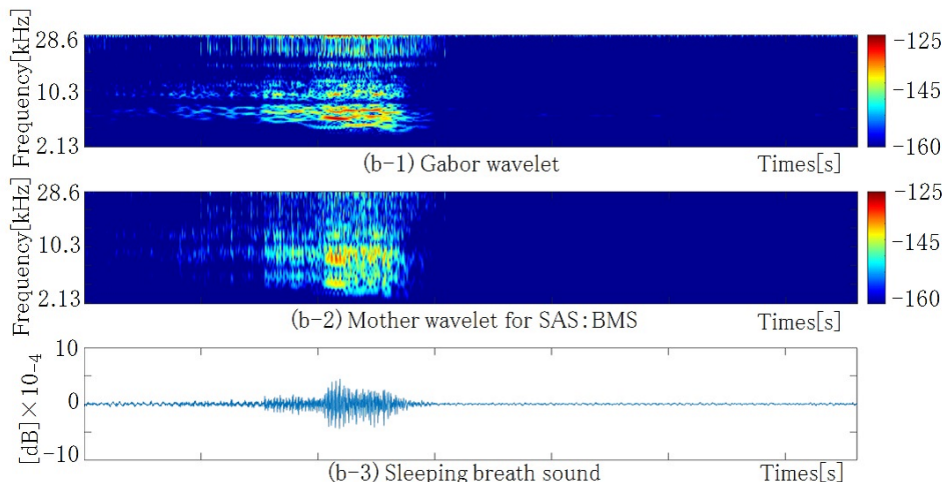 Frequency[kHz]
28.6
10.3
2.13
-125
-145
-160
(b-1) Gabor wavelet
Times[s]
Frequency[kHz]
28.6
10.3
2.13
-125
-145
-160
(b-2) Mother wavelet for SAS:BMS
Times[s]
[dB]×10-4
10
0
-10
(b-3) Sleeping breath sound
Times[s]